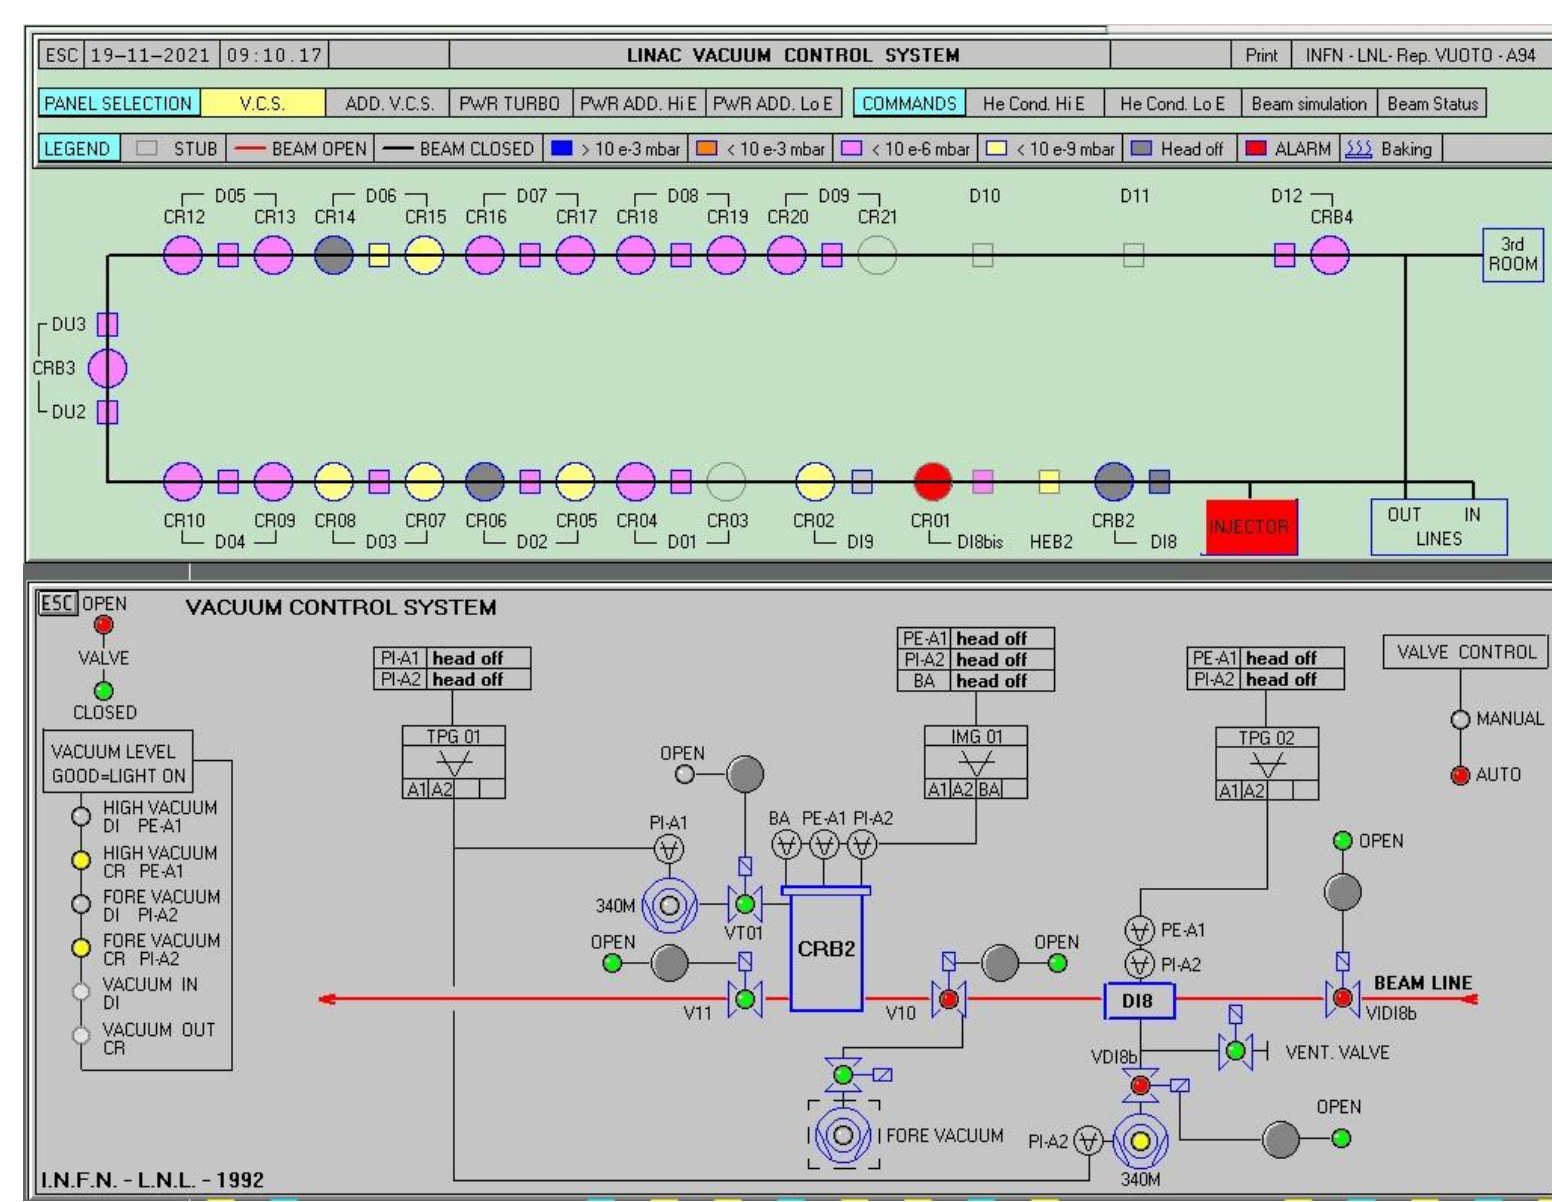 ESC 19-11-2021 09:10.17 LINAC VACUUM CONTROL SYSTEM Print INFN - LNL- Rep. VUOTO - A94
PANEL SELECTION V.C.S. ADD. V.C.S. PWR TURBO PWR ADD. Hi E PWR ADD. Lo E COMMANDS He Cond. Hi E He Cond. Lo E Beam simulation Beam Status
LEGEND STUB BEAM OPEN BEAM CLOSED > 10 e-3 mbar < 10 e-3 mbar < 10 e-6 mbar < 10 e-9 mbar Head off ALARM Baking
D05 D06 D07 D08 D09 D10 D11 D12
CR12 CR13 CR14 CR15 CR16 CR17 CR18 CR19 CR20 CR21 CRB4
3rd
ROOM
DU3
CRB3
DU2
CR10 CR09 CR08 CR07 CR06 CR05 CR04 CR03 CR02 CR01 CRB2 INJECTOR OUT IN
D04 D03 D02 D01 DI9 DI8bis HEB2 DI8 LINES
ESC OPEN VACUUM CONTROL SYSTEM
VALVE
CLOSED
PI-A1 head off
PI-A2 head off
PE-A1 head off
PI-A2 head off
BA head off
PE-A1 head off
PI-A2 head off
VALVE CONTROL
MANUAL
AUTO
VACUUM LEVEL
GOOD=LIGHT ON
HIGH VACUUM
DI PE-A1
HIGH VACUUM
CR PE-A1
FORE VACUUM
DI PI-A2
FORE VACUUM
CR PI-A2
VACUUM IN
DI
VACUUM OUT
CR
TPG 01
A1 A2
IMG 01
A1 A2 BA
TPG 02
A1 A2
OPEN
PI-A1
BA PE-A1 PI-A2
OPEN
340M
VT01
OPEN
CRB2
OPEN
PE-A1
PI-A2
V11
V10
DI8
BEAM LINE
VIDI8b
VDI8b
VENT. VALVE
FORE VACUUM
PI-A2
OPEN
340M
I.N.F.N. - L.N.L. - 1992